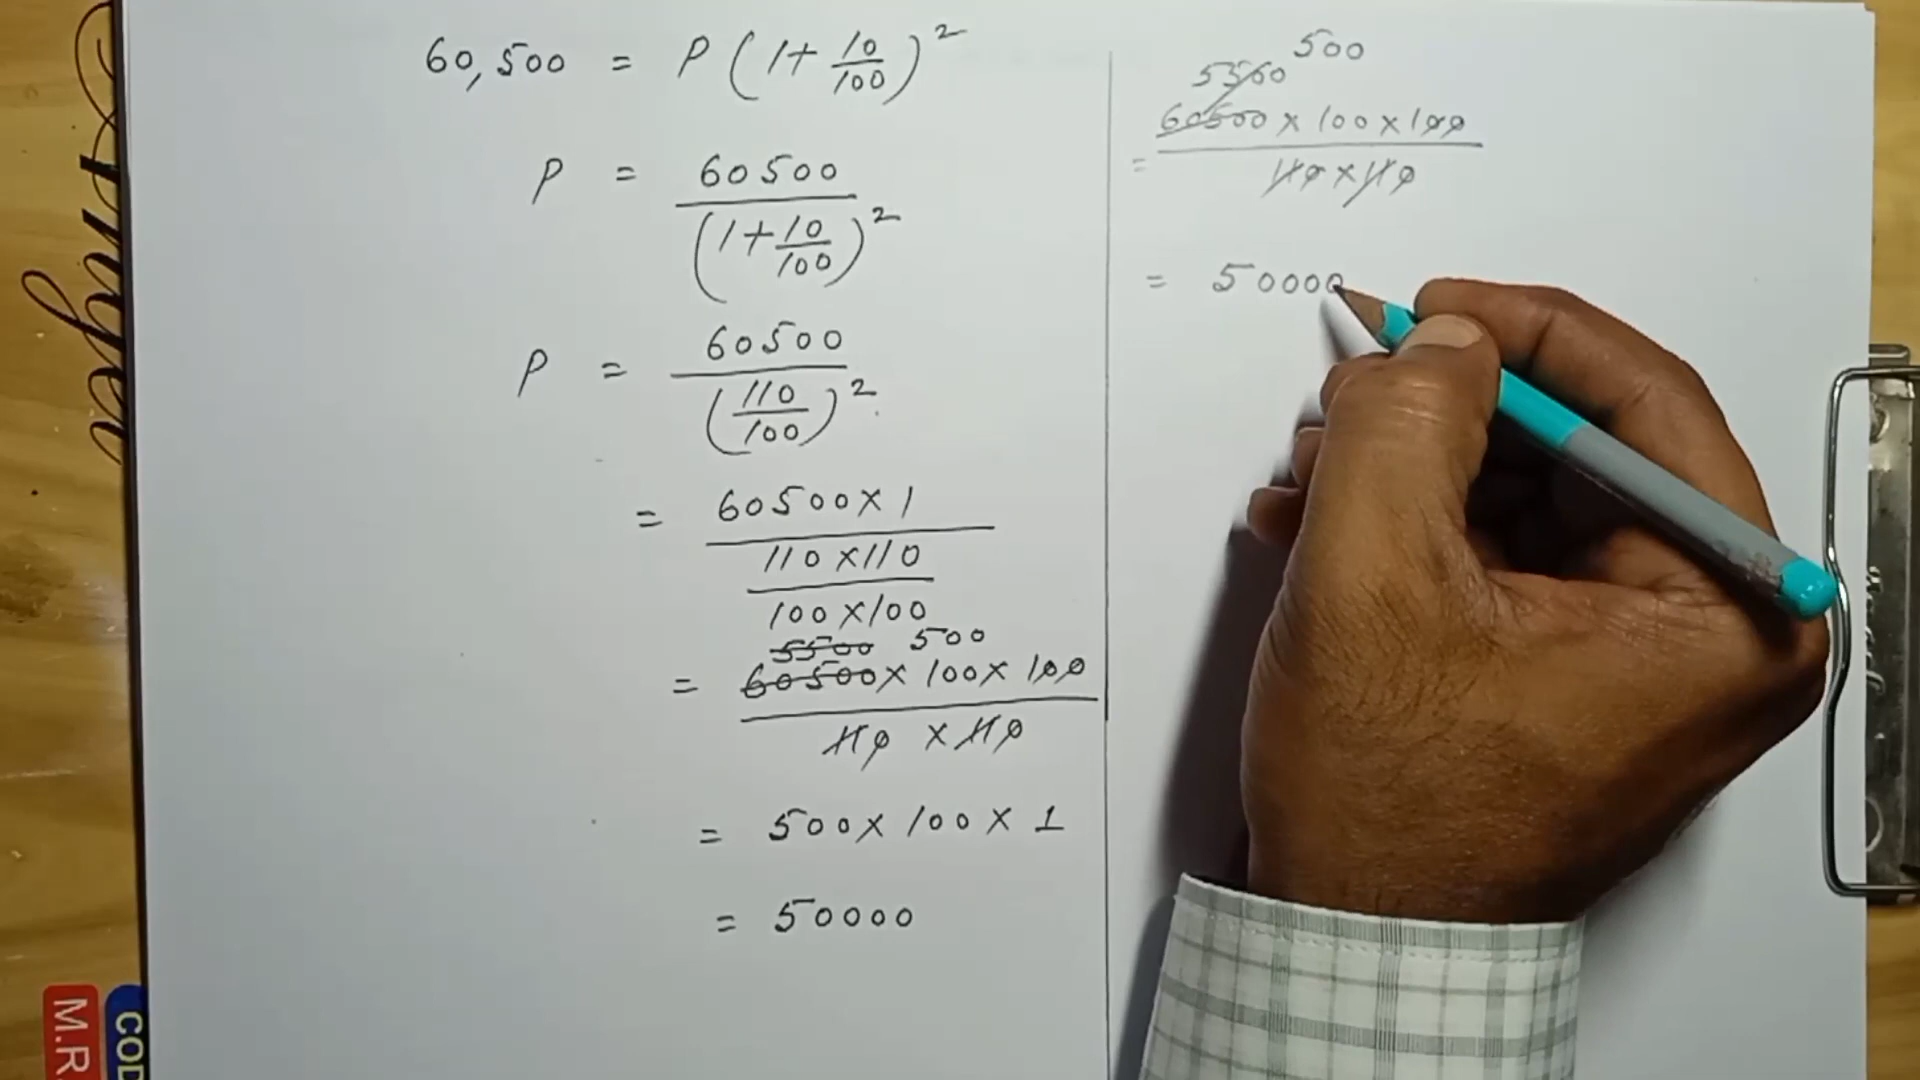 60,500 = P (1 + 10/100)²
P = 60500 / (1 + 10/100)²
P = 60500 / (110/100)²
= 60500 × 1 / (110 × 110 / 100 × 100)
5500 500
= 60500 × 100 × 100 / 110 × 110
= 500 × 100 × 1
= 50000
500
5500
= 60500 × 100 × 100 / 110 × 110
= 50000
COD
M.R